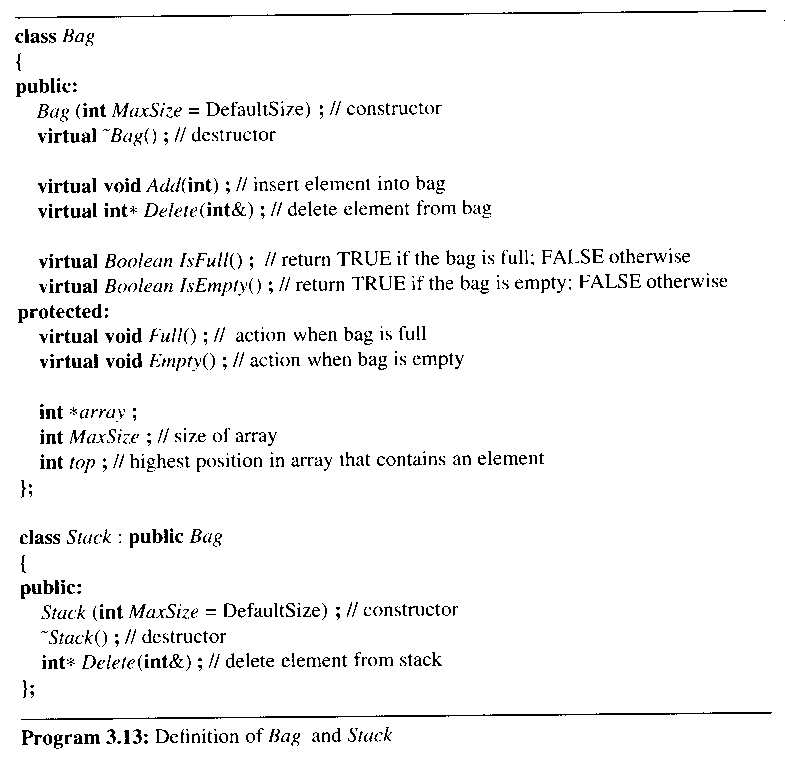 class Bag
{
public:
Bag (int MaxSize = DefaultSize) ; // constructor
virtual ~Bag() ; // destructor
virtual void Add(int) ; // insert element into bag
virtual int* Delete(int&) ; // delete element from bag
virtual Boolean IsFull() ; // return TRUE if the bag is full; FALSE otherwise
virtual Boolean IsEmpty() ; // return TRUE if the bag is empty; FALSE otherwise
protected:
virtual void Full() ; // action when bag is full
virtual void Empty() ; // action when bag is empty
int *array ;
int MaxSize ; // size of array
int top ; // highest position in array that contains an element
};
class Stack : public Bag
{
public:
Stack (int MaxSize = DefaultSize) ; // constructor
~Stack() ; // destructor
int* Delete(int&) ; // delete element from stack
};
Program 3.13: Definition of Bag and Stack